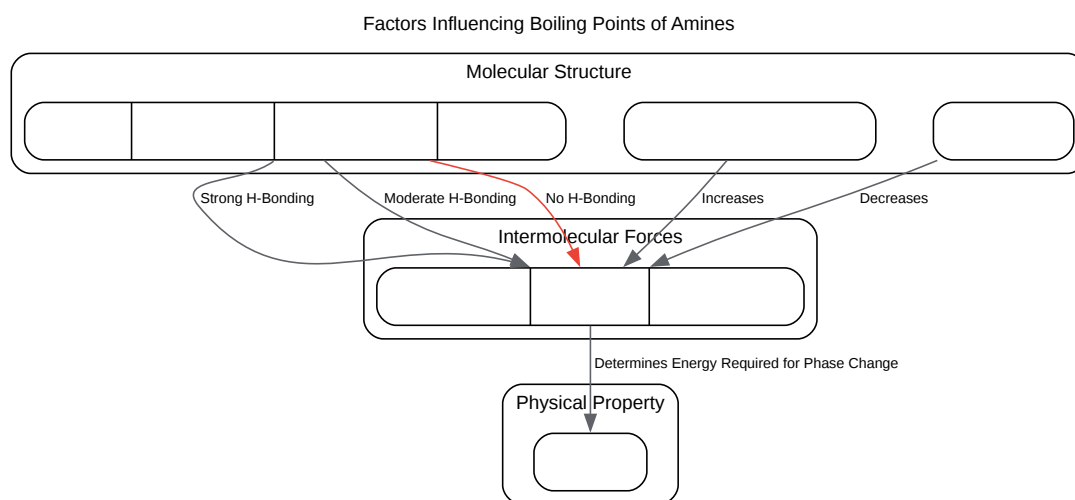 Factors Influencing Boiling Points of Amines
Molecular Structure
Strong H-Bonding
Moderate H-Bonding
No H-Bonding
Increases
Decreases
Intermolecular Forces
Determines Energy Required for Phase Change
Physical Property